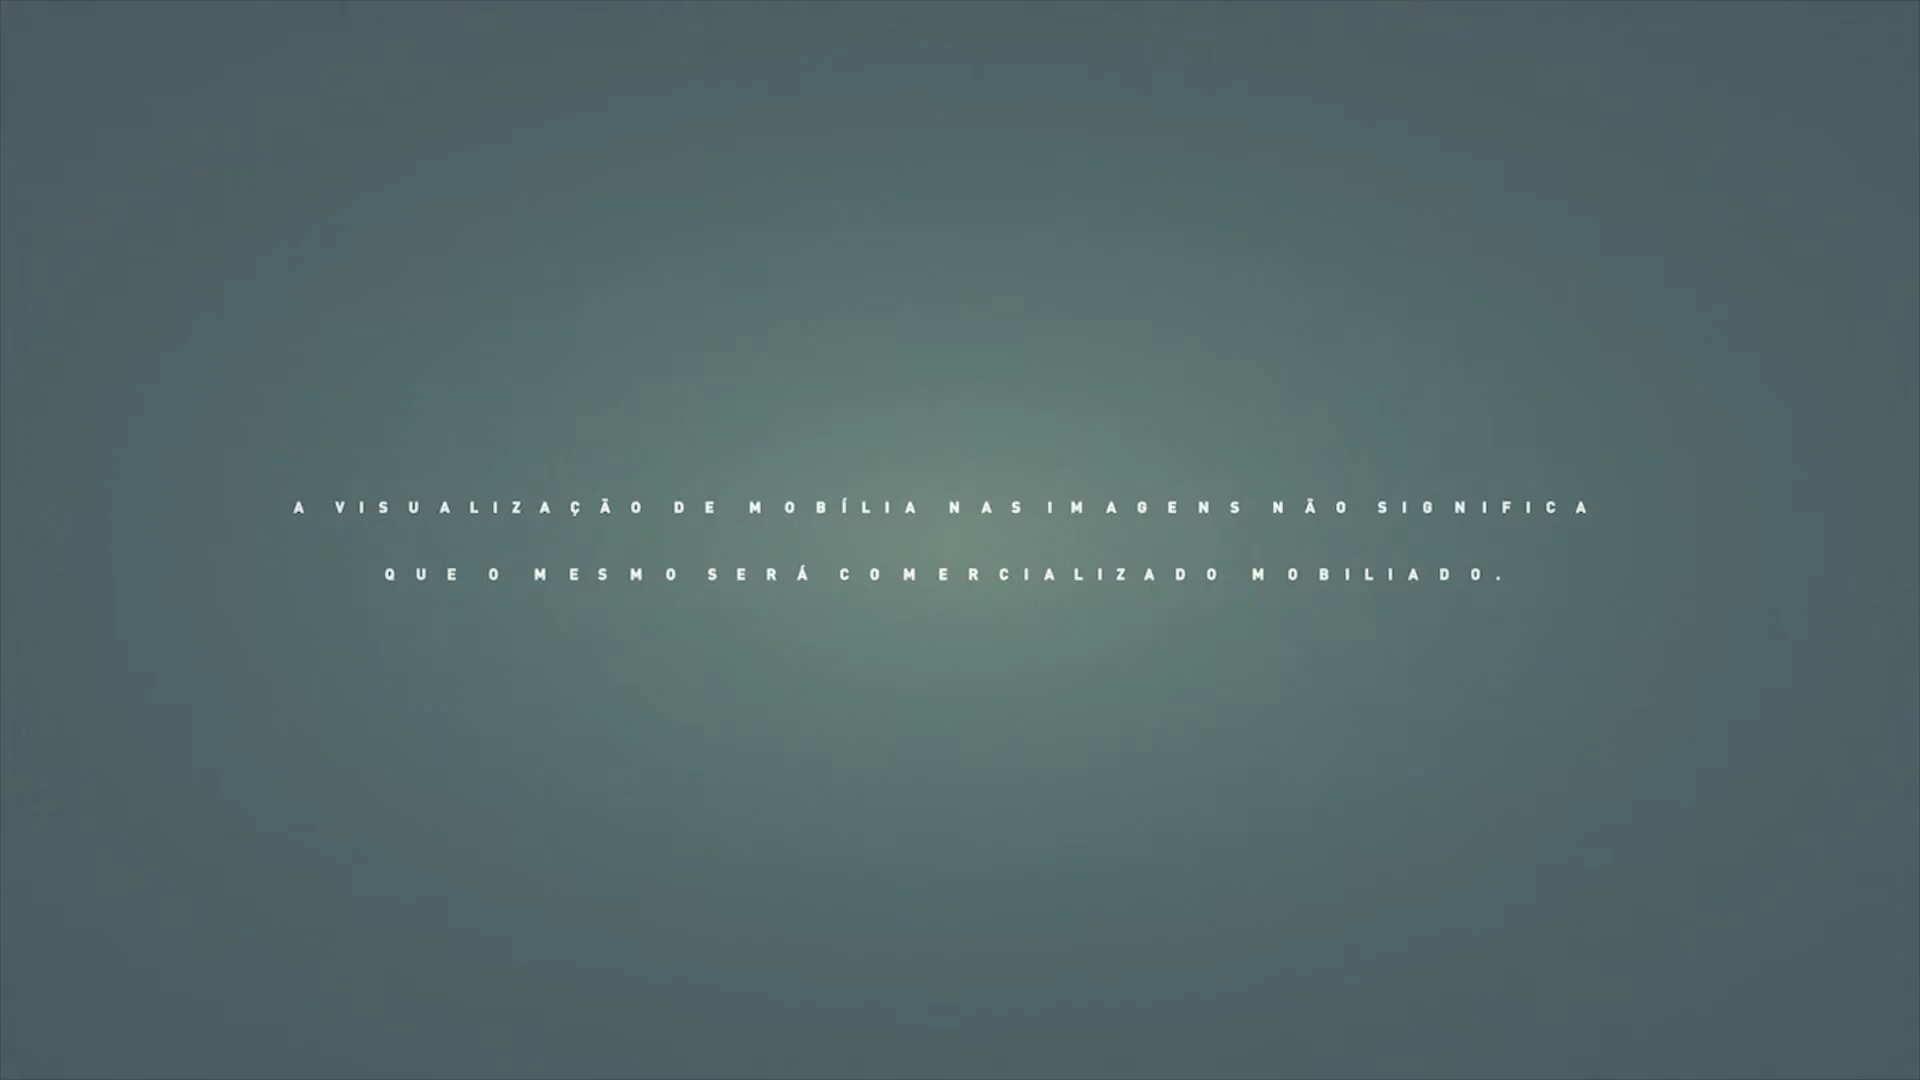 A VISUALIZAÇÃO DE MOBÍLIA NAS IMAGENS NÃO SIGNIFICA
QUE O MESMO SERÁ COMERCIALIZADO MOBILIADO.